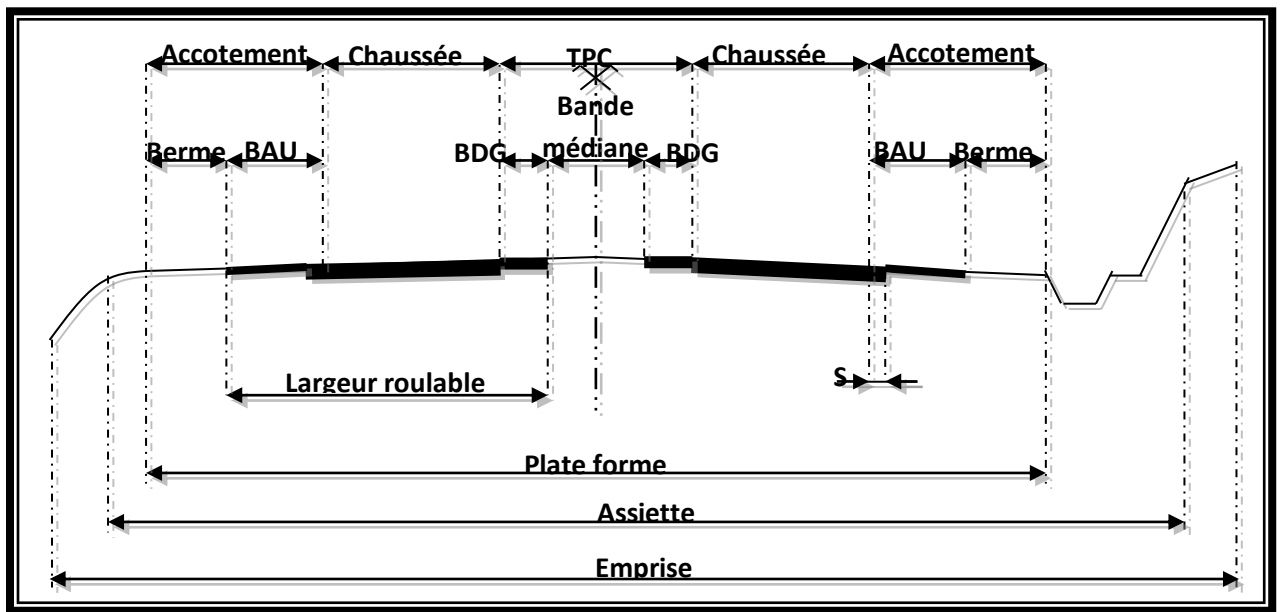 Accotement Chaussée TPC Chaussée Accotement
Bande
Berme BAU BDG médiane BDG BAU Berme
Largeur roulable S
Plate forme
Assiette
Emprise